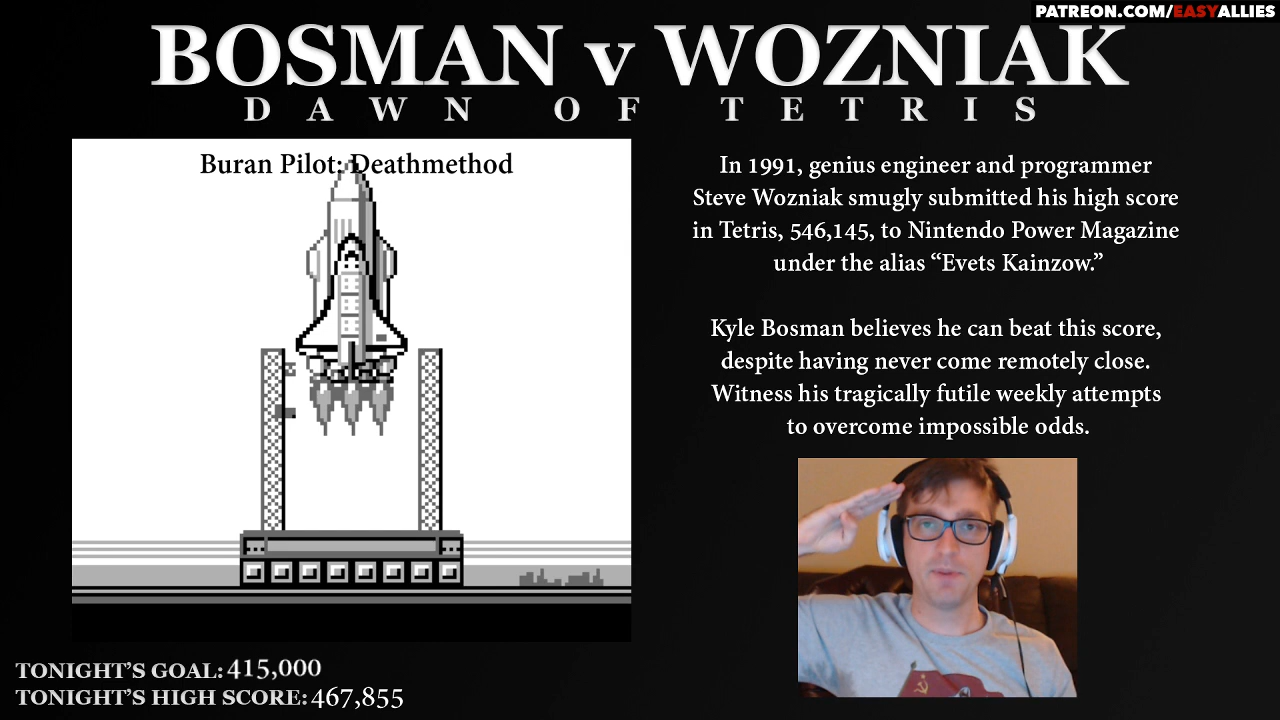 PATREON.COM/EASYALLIES
BOSMAN v WOZNIAK
DAWN OF TETRIS
Buran Pilot: Deathmethod
In 1991, genius engineer and programmer
Steve Wozniak smugly submitted his high score
in Tetris, 546,145, to Nintendo Power Magazine
under the alias “Evets Kainzow.”
Kyle Bosman believes he can beat this score,
despite having never come remotely close.
Witness his tragically futile weekly attempts
to overcome impossible odds.
TONIGHT’S GOAL: 415,000
TONIGHT’S HIGH SCORE: 467,855